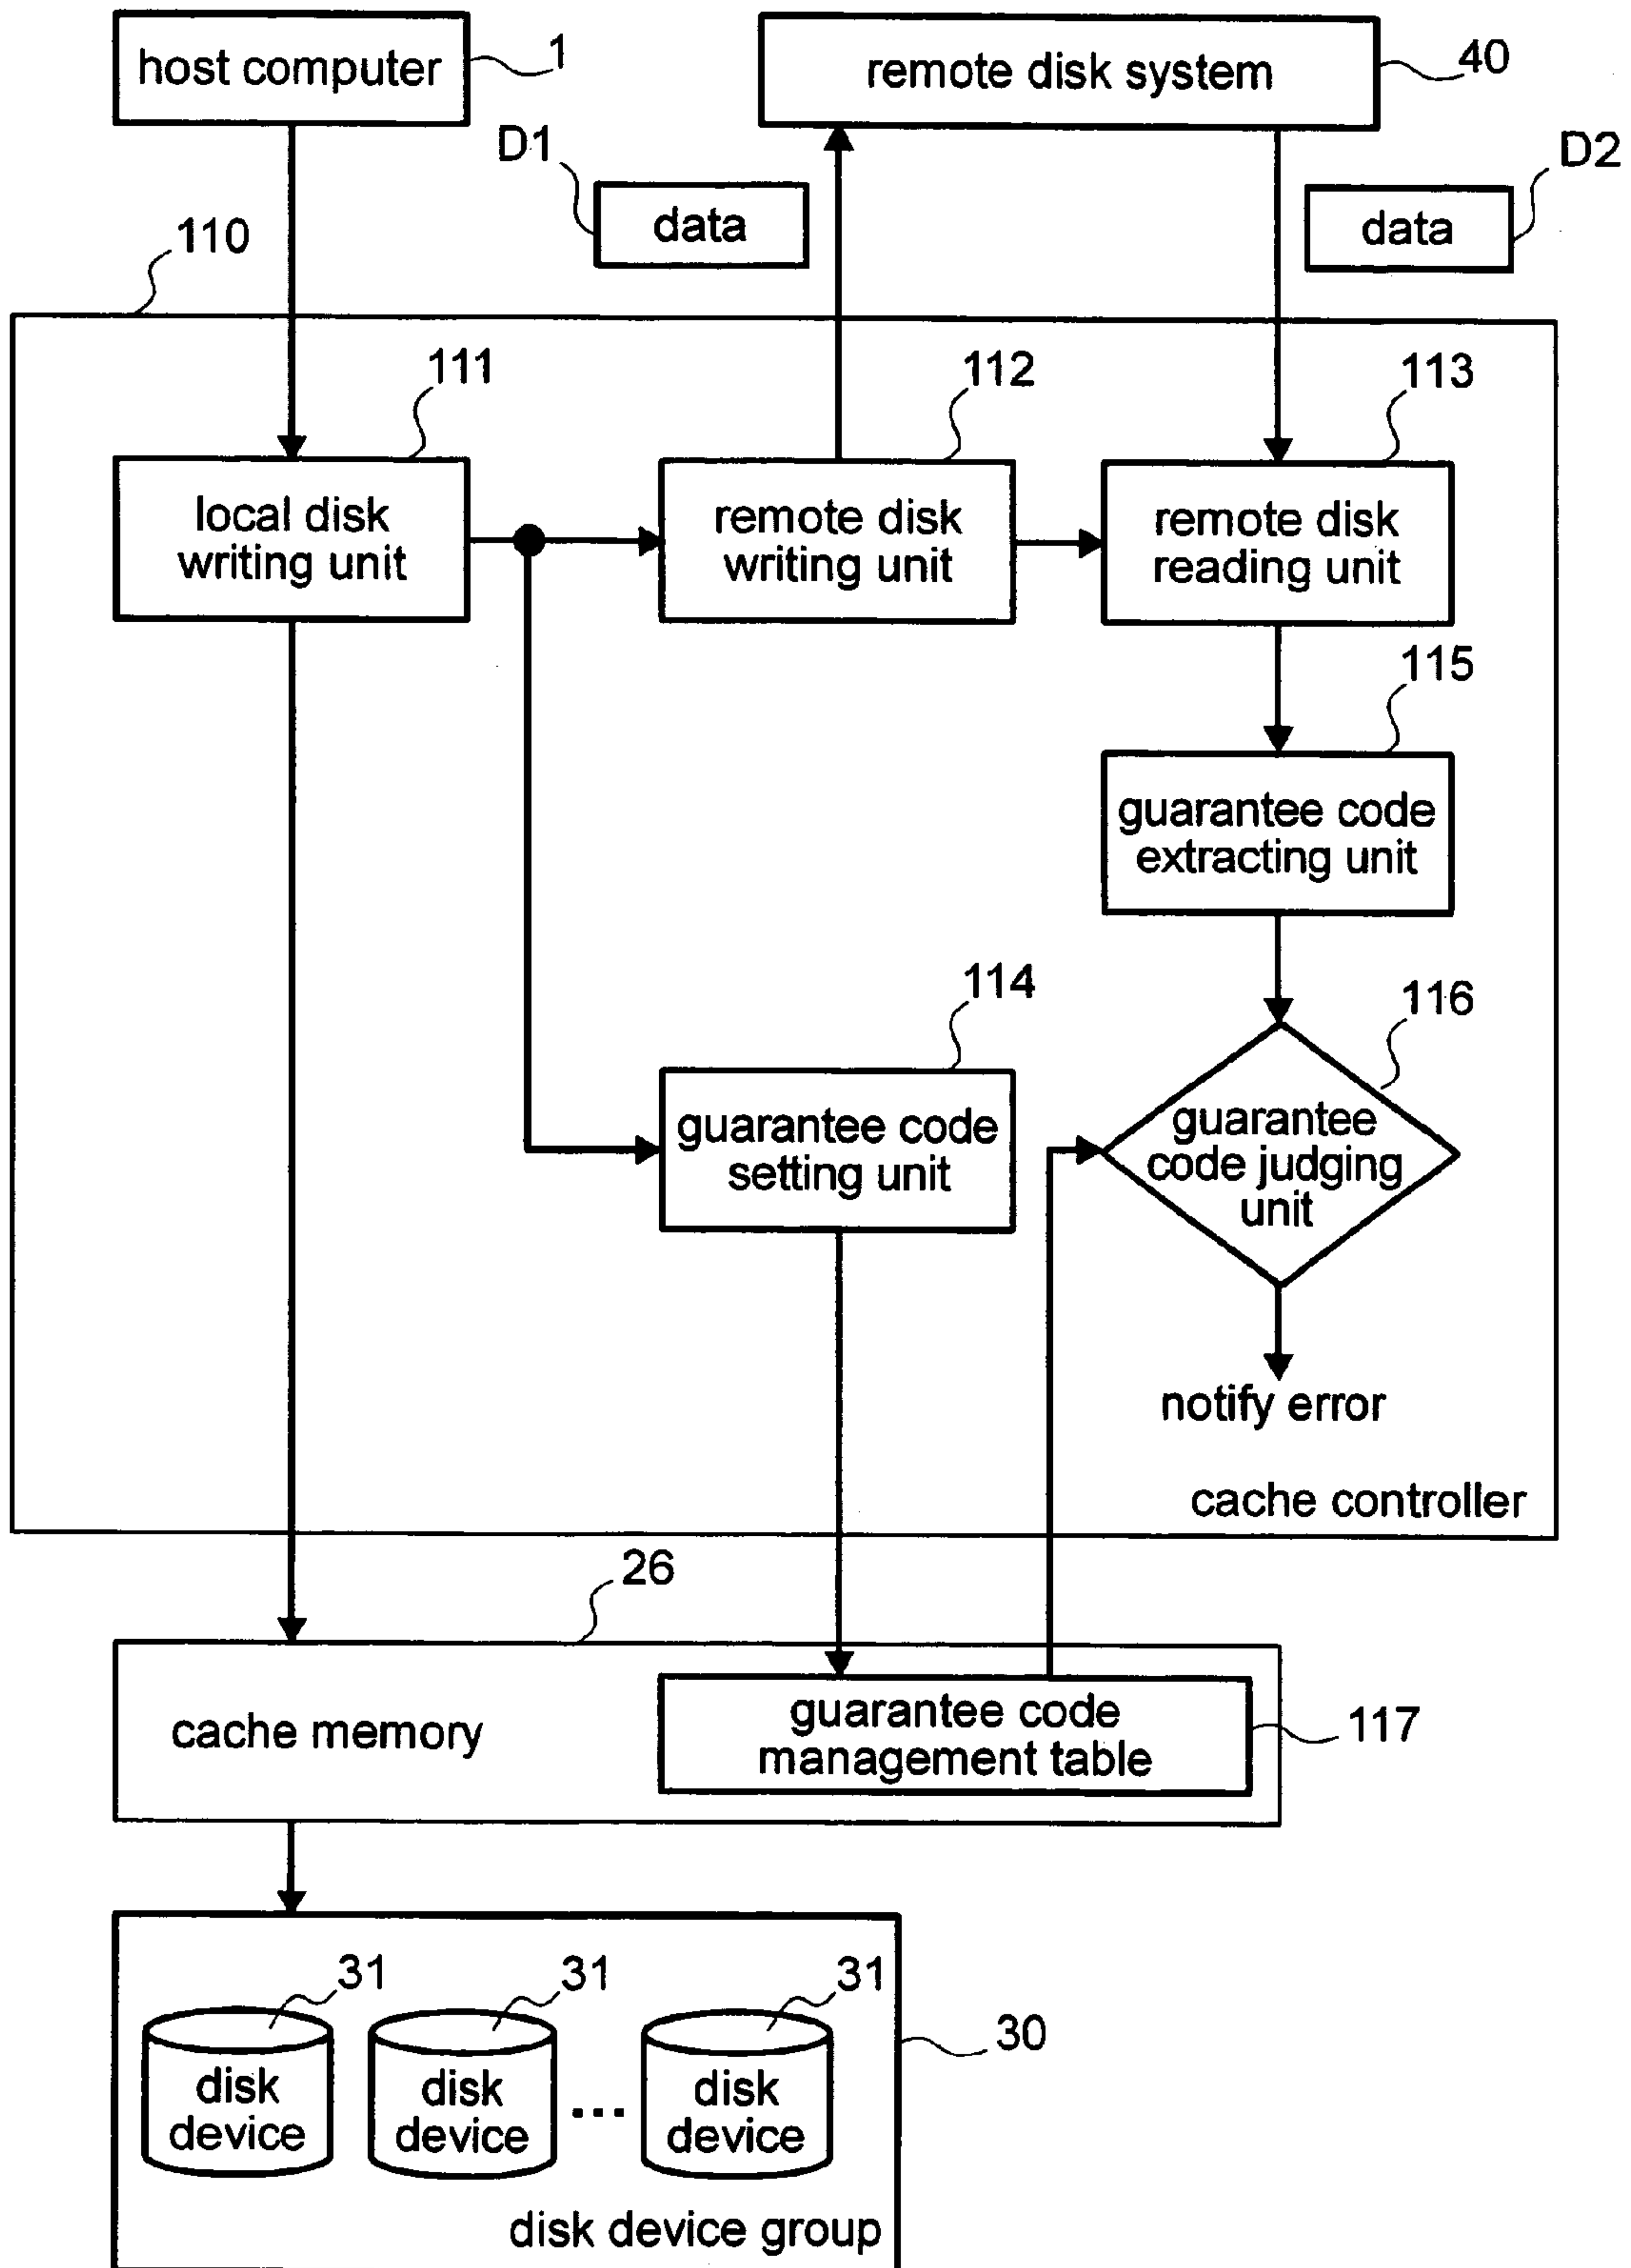 host computer
1
remote disk system
40
D1
data
D2
data
110
111
112
113
local disk
writing unit
remote disk
writing unit
remote disk
reading unit
115
guarantee code
extracting unit
114
116
guarantee code
setting unit
guarantee
code judging
unit
notify error
cache controller
26
cache memory
guarantee code
management table
117
31
31
31
30
disk
device
disk
device
...
disk
device
disk device group